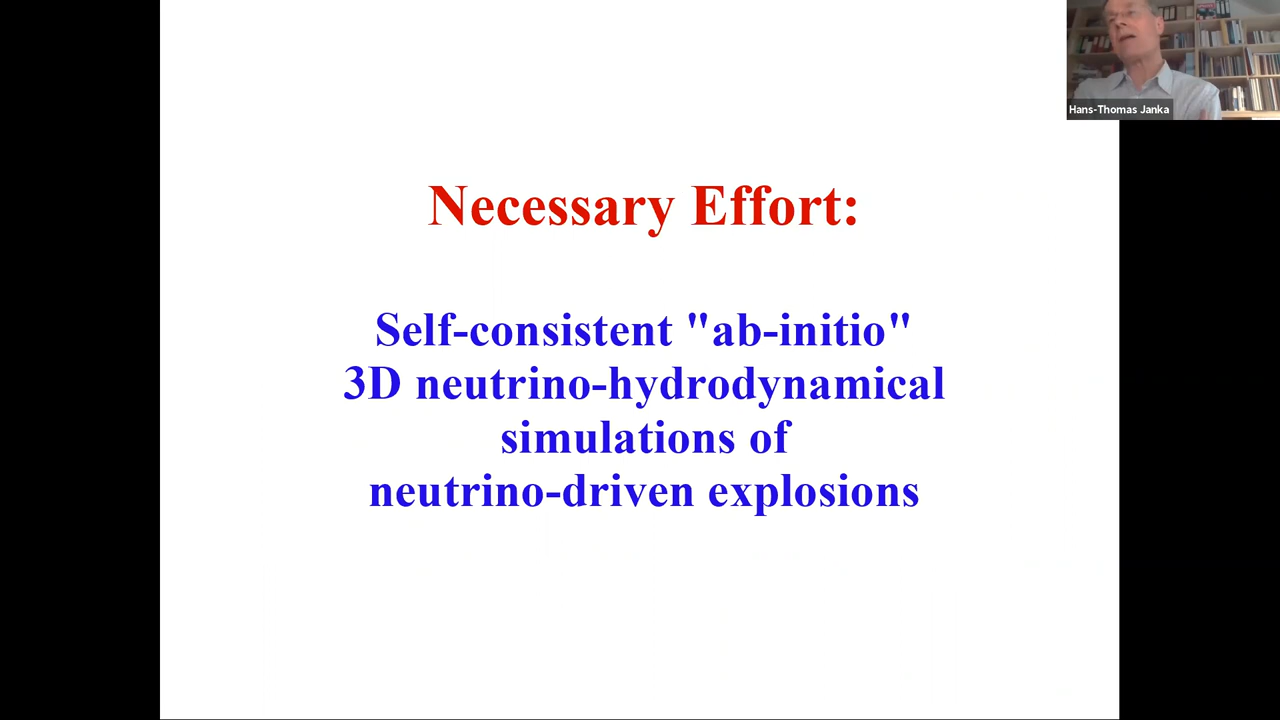 Hans-Thomas Janka
Necessary Effort:
Self-consistent "ab-initio"
3D neutrino-hydrodynamical
simulations of
neutrino-driven explosions